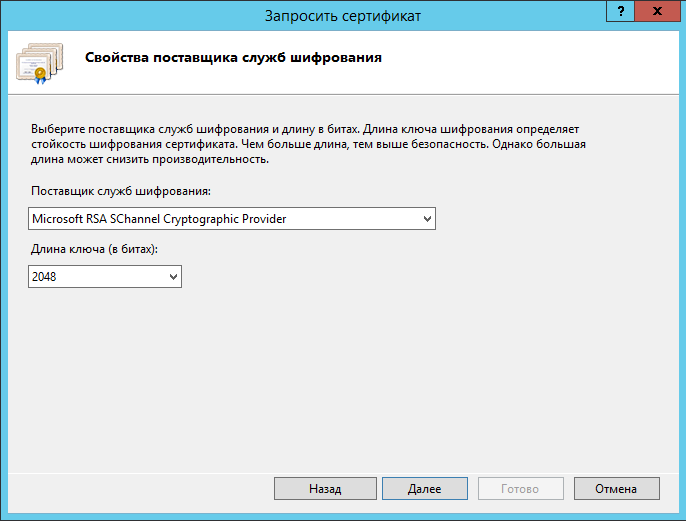 Запросить сертификат
?
x
Свойства поставщика служб шифрования
Выберите поставщика служб шифрования и длину в битах. Длина ключа шифрования определяет
стойкость шифрования сертификата. Чем больше длина, тем выше безопасность. Однако большая
длина может снизить производительность.
Поставщик служб шифрования:
Microsoft RSA SChannel Cryptographic Provider
Длина ключа (в битах):
2048
Назад
Далее
Готово
Отмена